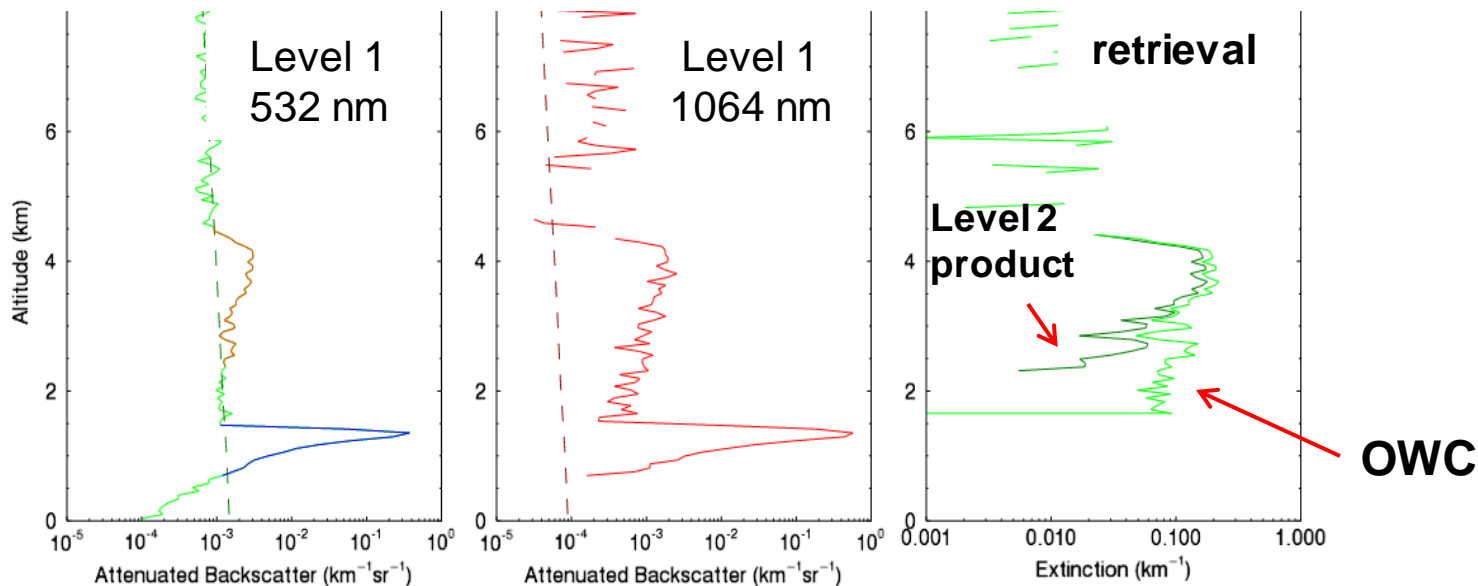 Level 1
532 nm
Level 1
1064 nm
retrieval
Level 2
product
OWC
Altitude (km)
6
4
2
0
10⁻⁵ 10⁻⁴ 10⁻³ 10⁻² 10⁻¹ 10⁰
Attenuated Backscatter (km⁻¹sr⁻¹)
6
4
2
0
10⁻⁵ 10⁻⁴ 10⁻³ 10⁻² 10⁻¹ 10⁰
Attenuated Backscatter (km⁻¹sr⁻¹)
6
4
2
0
0.001 0.010 0.100 1.000
Extinction (km⁻¹)